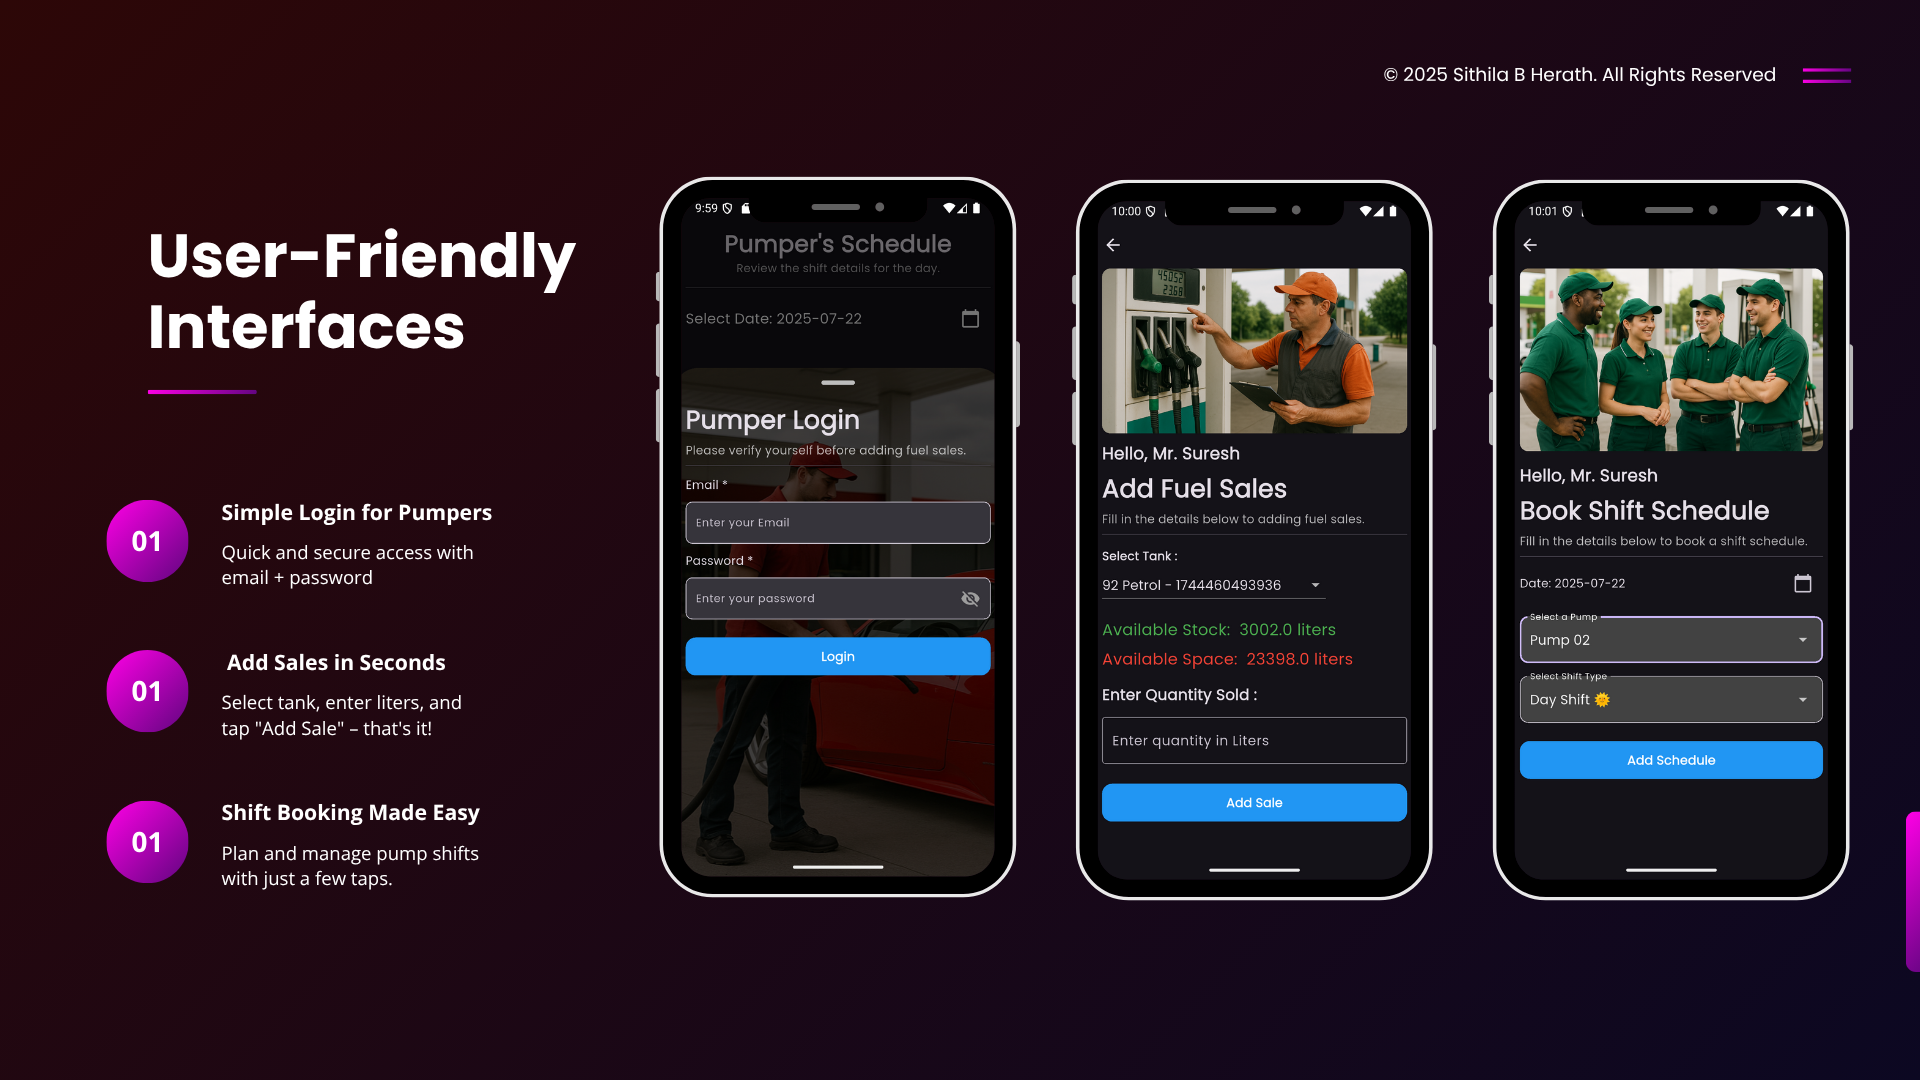 © 2025 Sithila B Herath. All Rights Reserved
User-Friendly
Interfaces
01
Simple Login for Pumpers
Quick and secure access with
email + password
01
Add Sales in Seconds
Select tank, enter liters, and
tap "Add Sale" – that's it!
01
Shift Booking Made Easy
Plan and manage pump shifts
with just a few taps.
9:59
Pumper's Schedule
Review the shift details for the day.
Select Date: 2025-07-22
Pumper Login
Please verify yourself before adding fuel sales.
Email *
Enter your Email
Password *
Enter your password
Login
10:00
45052
2369
Hello, Mr. Suresh
Add Fuel Sales
Fill in the details below to adding fuel sales.
Select Tank :
92 Petrol - 1744460493936
Available Stock: 3002.0 liters
Available Space: 23398.0 liters
Enter Quantity Sold :
Enter quantity in Liters
Add Sale
10:01
Hello, Mr. Suresh
Book Shift Schedule
Fill in the details below to book a shift schedule.
Date: 2025-07-22
Select a Pump
Pump 02
Select Shift Type
Day Shift 🌞
Add Schedule